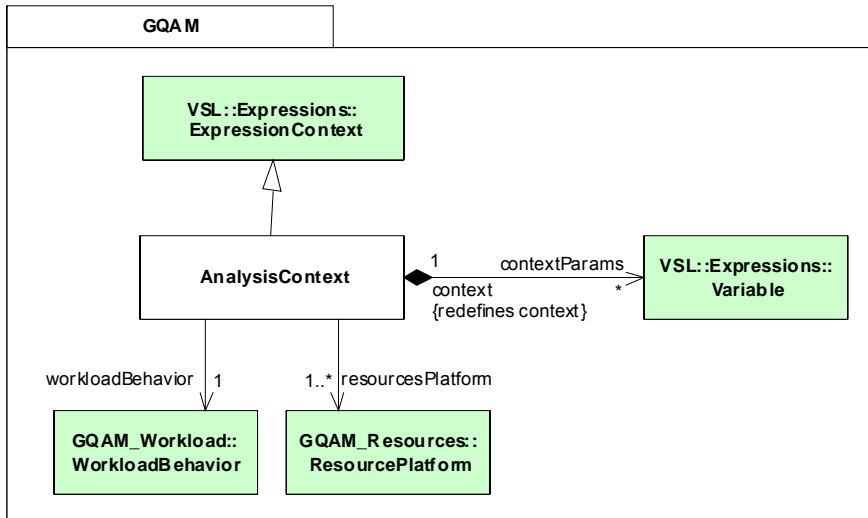 GQAM
VSL::Expressions::
ExpressionContext
AnalysisContext
1
contextParams
context
*
{redefines context}
VSL::Expressions::
Variable
workloadBehavior
1
1..*
resourcesPlatform
GQAM_Workload::
WorkloadBehavior
GQAM_Resources::
ResourcePlatform